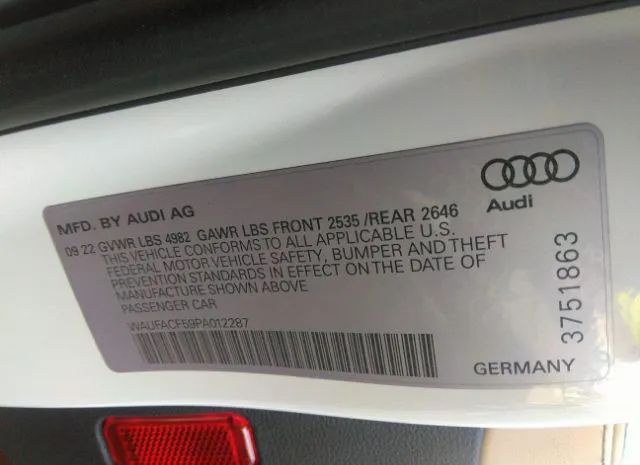 MFD. BY AUDI AG
09 22 GVWR LBS 4982 GAWR LBS FRONT 2535 /REAR 2646
THIS VEHICLE CONFORMS TO ALL APPLICABLE U.S.
FEDERAL MOTOR VEHICLE SAFETY, BUMPER AND THEFT
PREVENTION STANDARDS IN EFFECT ON THE DATE OF
MANUFACTURE SHOWN ABOVE
PASSENGER CAR
WAUFACF59PA012287
Audi
3751863
GERMANY